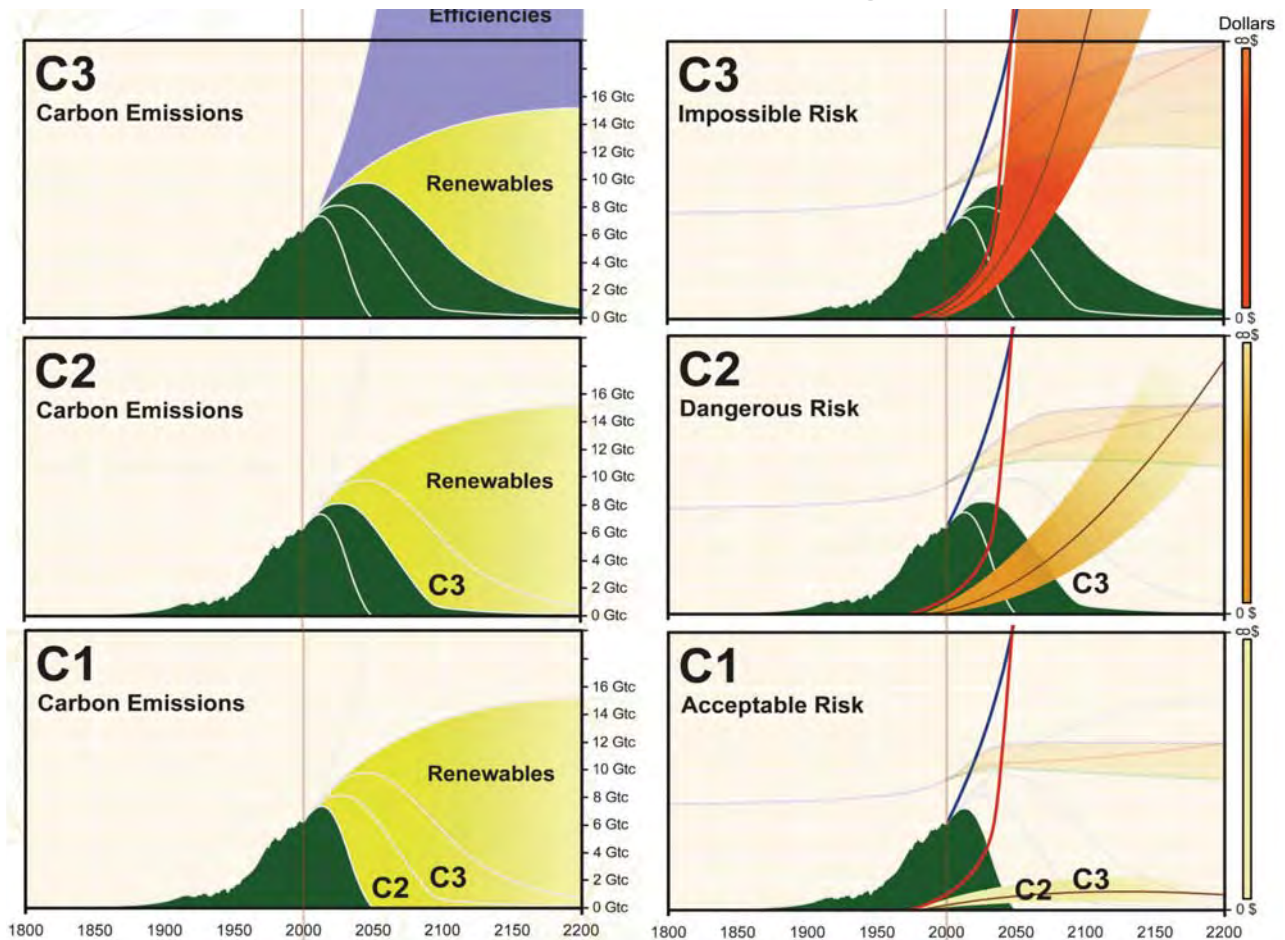 Efficiencies
C3
Carbon Emissions
Renewables
16 Gtc
14 Gtc
12 Gtc
10 Gtc
8 Gtc
6 Gtc
4 Gtc
2 Gtc
0 Gtc
C3
Impossible Risk
Dollars
∞$
0 $
C2
Carbon Emissions
Renewables
C3
16 Gtc
14 Gtc
12 Gtc
10 Gtc
8 Gtc
6 Gtc
4 Gtc
2 Gtc
0 Gtc
C2
Dangerous Risk
C3
∞$
0 $
C1
Carbon Emissions
Renewables
C2
C3
16 Gtc
14 Gtc
12 Gtc
10 Gtc
8 Gtc
6 Gtc
4 Gtc
2 Gtc
0 Gtc
C1
Acceptable Risk
C2
C3
∞$
0 $
1800 1850 1900 1950 2000 2050 2100 2150 2200
1800 1850 1900 1950 2000 2050 2100 2150 2200